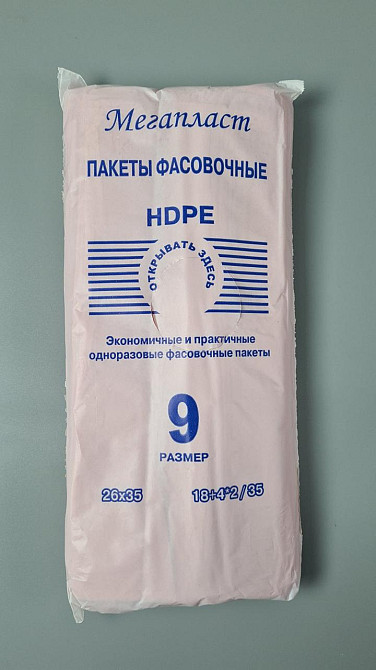 Мегапласт
ПАКЕТЫ ФАСОВОЧНЫЕ
HDPE
ОТКРЫВАТЬ ЗДЕСЬ
Экономичные и практичные
одноразовые фасовочные пакеты
9
РАЗМЕР
26x35 18+4*2/35